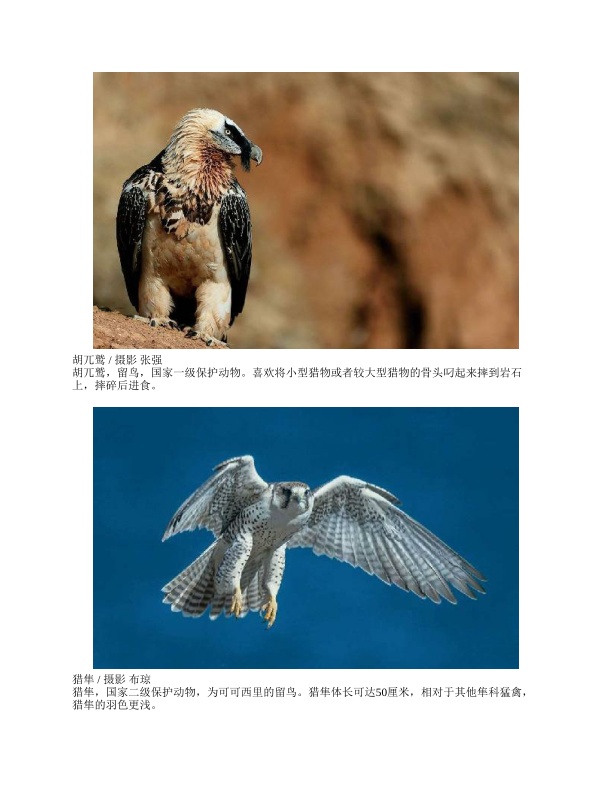 胡兀鹫 / 摄影 张强
胡兀鹫，留鸟，国家一级保护动物。喜欢将小型猎物或者较大型猎物的骨头叼起来摔到岩石
上，摔碎后进食。
猎隼 / 摄影 布琼
猎隼，国家二级保护动物，为可可西里的留鸟。猎隼体长可达50厘米，相对于其他隼科猛禽，
猎隼的羽色更浅。